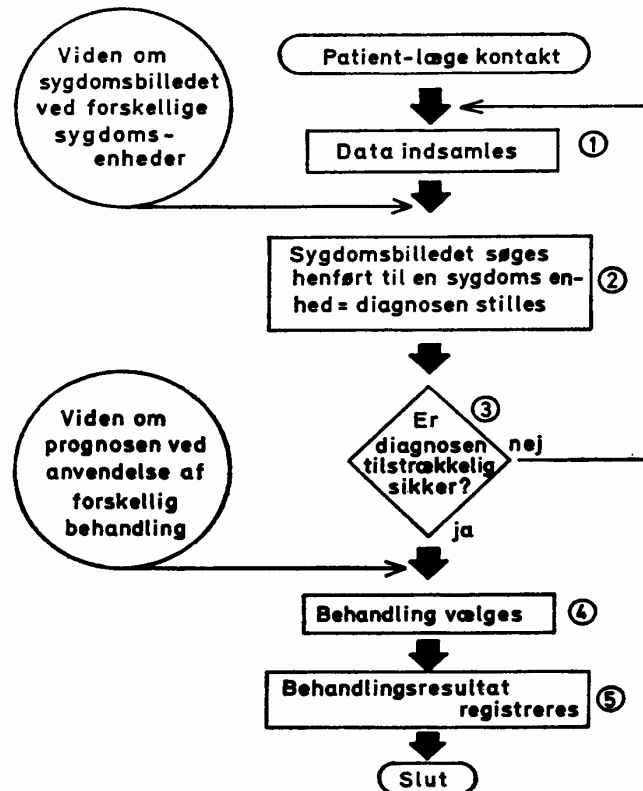 Viden om
sygdomsbilledet
ved forskellige
sygdoms-
enheder
Patient-læge kontakt
Data indsamles
①
Sygdomsbilledet søges
henført til en sygdoms en-
hed = diagnosen stilles
②
Er
diagnosen
tilstrækkelig
sikker?
③
nej
ja
Viden om
prognosen ved
anvendelse af
forskellig
behandling
Behandling vælges
④
Behandlingsresultat
registreres
⑤
Slut